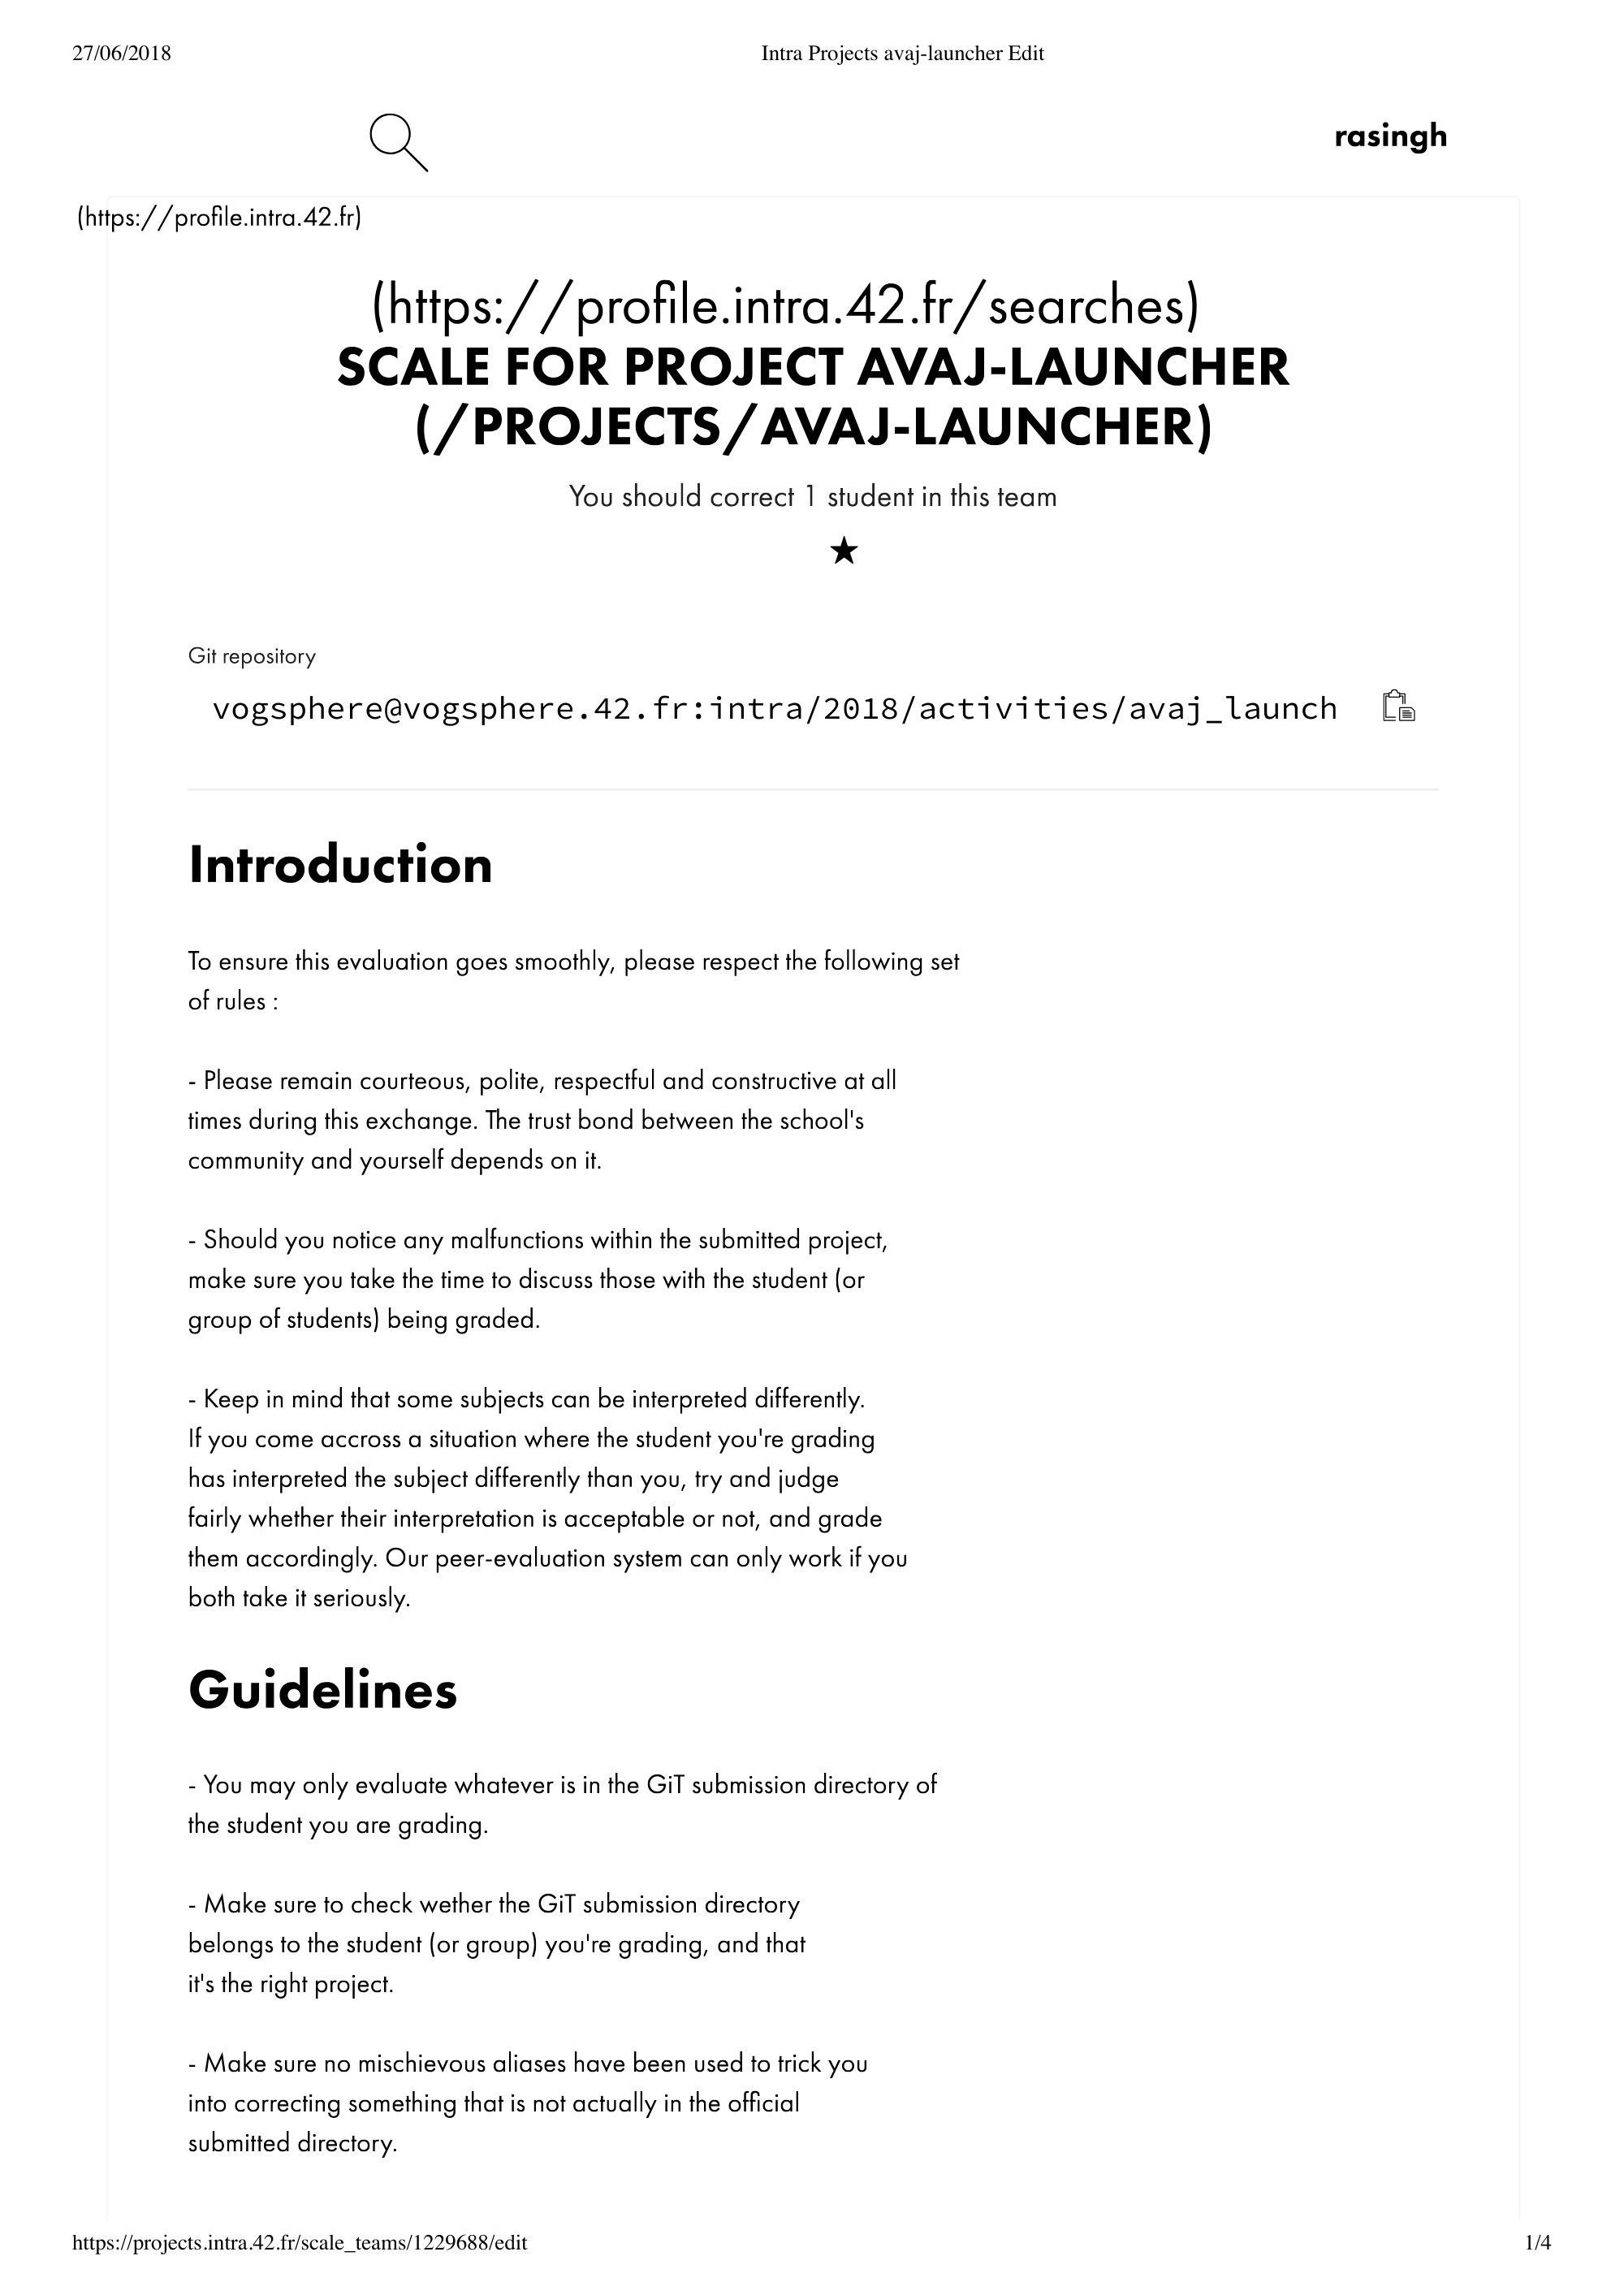 27/06/2018 Intra Projects avaj-launcher Edit
rasingh
(https://profile.intra.42.fr)
(https://profile.intra.42.fr/searches)
SCALE FOR PROJECT AVAJ-LAUNCHER
(/PROJECTS/AVAJ-LAUNCHER)
You should correct 1 student in this team
Git repository
vogsphere@vogsphere.42.fr:intra/2018/activities/avaj_launch
Introduction
To ensure this evaluation goes smoothly, please respect the following set
of rules :
- Please remain courteous, polite, respectful and constructive at all
times during this exchange. The trust bond between the school's
community and yourself depends on it.
- Should you notice any malfunctions within the submitted project,
make sure you take the time to discuss those with the student (or
group of students) being graded.
- Keep in mind that some subjects can be interpreted differently.
If you come accross a situation where the student you're grading
has interpreted the subject differently than you, try and judge
fairly whether their interpretation is acceptable or not, and grade
them accordingly. Our peer-evaluation system can only work if you
both take it seriously.
Guidelines
- You may only evaluate whatever is in the GiT submission directory of
the student you are grading.
- Make sure to check wether the GiT submission directory
belongs to the student (or group) you're grading, and that
it's the right project.
- Make sure no mischievous aliases have been used to trick you
into correcting something that is not actually in the official
submitted directory.
https://projects.intra.42.fr/scale_teams/1229688/edit 1/4